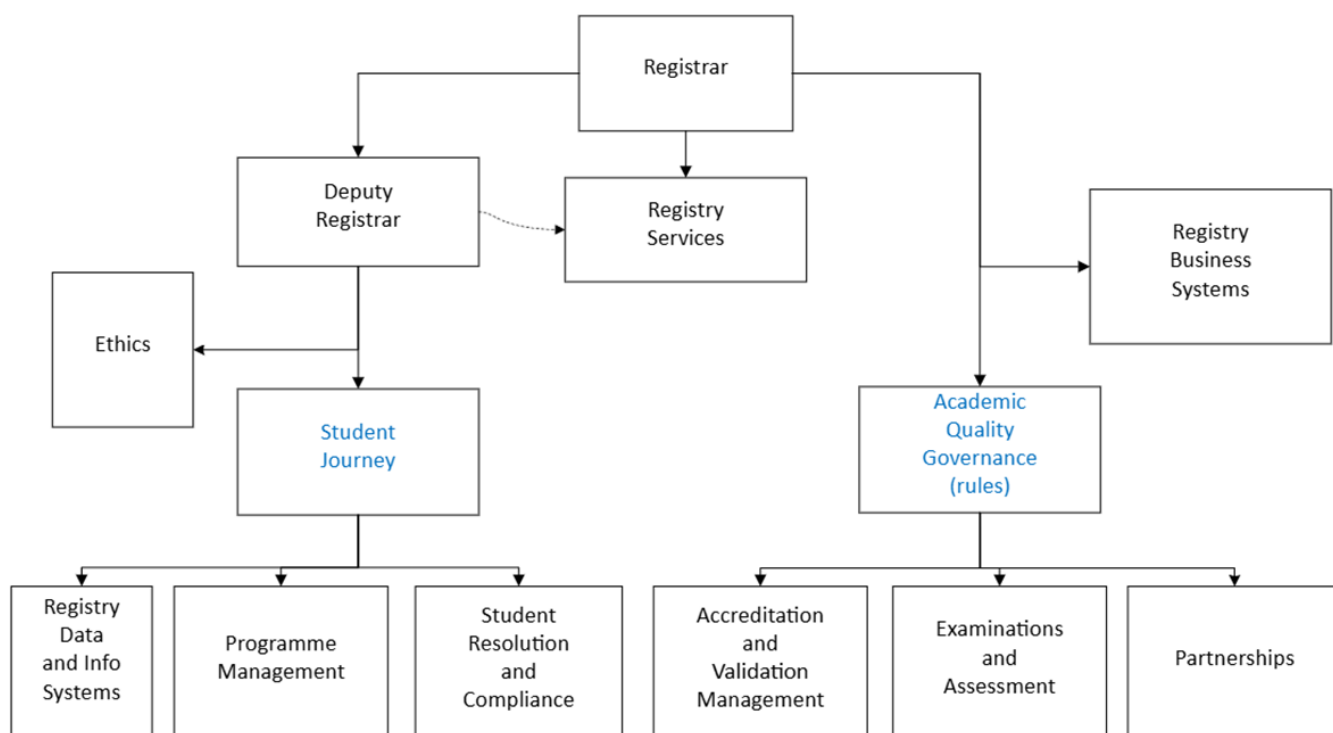 Registrar
Deputy
Registrar
Registry
Services
Registry
Business
Systems
Ethics
Student
Journey
Academic
Quality
Governance
(rules)
Registry
Data
and Info
Systems
Programme
Management
Student
Resolution
and
Compliance
Accreditation
and
Validation
Management
Examinations
and
Assessment
Partnerships